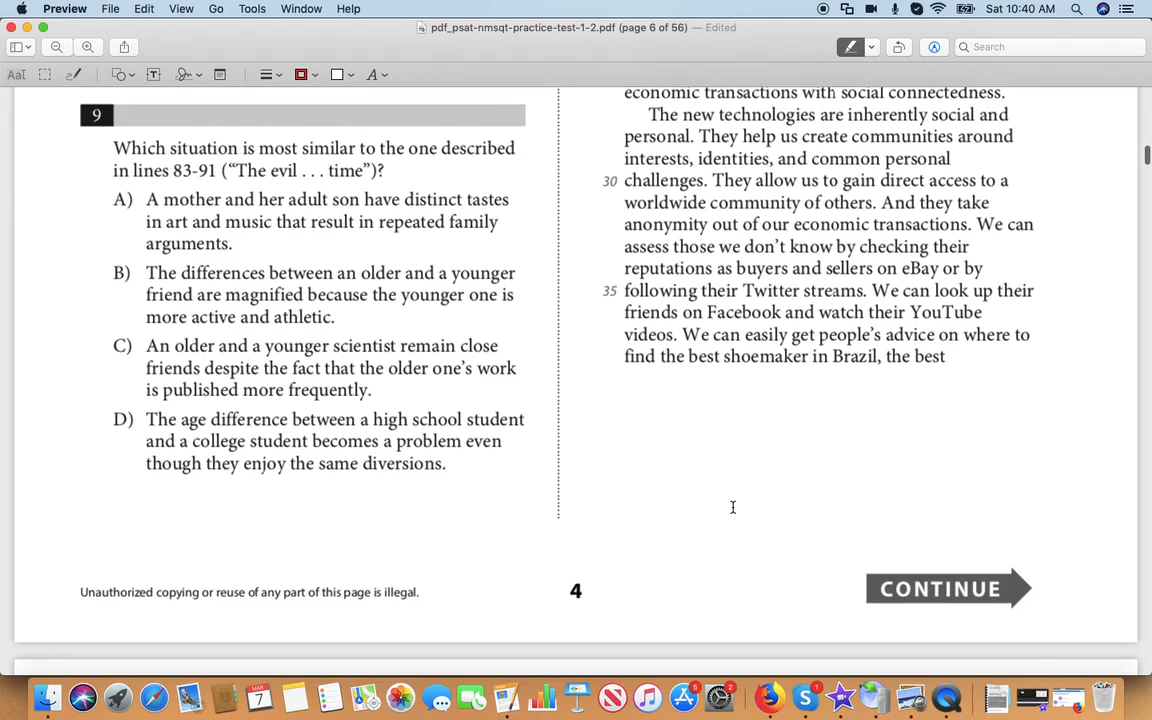 Preview File Edit View Go Tools Window Help Sat 10:40 AM
pdf_psat-nmsqt-practice-test-1-2.pdf (page 6 of 56) — Edited
Search
AaI T A
9
Which situation is most similar to the one described
in lines 83-91 (“The evil . . . time”)?
A) A mother and her adult son have distinct tastes
in art and music that result in repeated family
arguments.
B) The differences between an older and a younger
friend are magnified because the younger one is
more active and athletic.
C) An older and a younger scientist remain close
friends despite the fact that the older one’s work
is published more frequently.
D) The age difference between a high school student
and a college student becomes a problem even
though they enjoy the same diversions.
economic transactions with social connectedness.
The new technologies are inherently social and
personal. They help us create communities around
interests, identities, and common personal
30 challenges. They allow us to gain direct access to a
worldwide community of others. And they take
anonymity out of our economic transactions. We can
assess those we don’t know by checking their
reputations as buyers and sellers on eBay or by
35 following their Twitter streams. We can look up their
friends on Facebook and watch their YouTube
videos. We can easily get people’s advice on where to
find the best shoemaker in Brazil, the best
Unauthorized copying or reuse of any part of this page is illegal.
4
CONTINUE
MAR
7
6
2
1